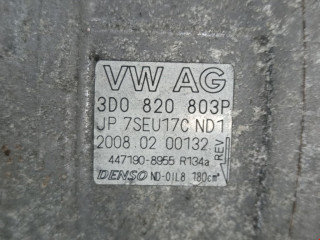 VW AG
3D0 820 803P
JP 7SEU17C ND1
2008 02 00132
447190-8955 R134a
REV
DENSO ND-OIL8 180cm³